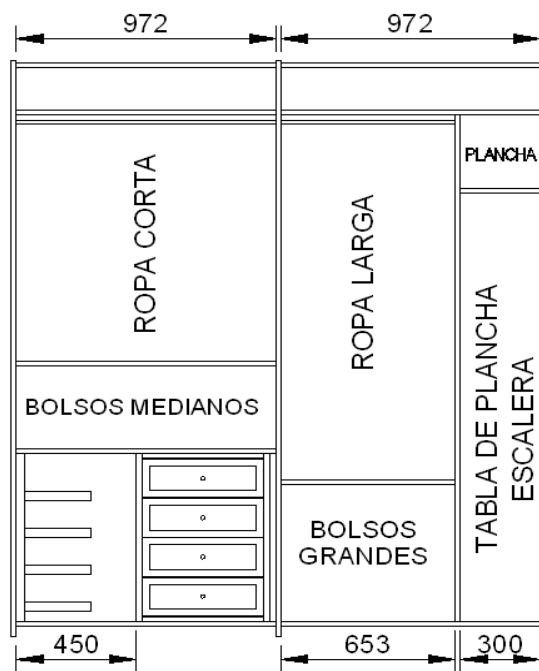 972
972
ROPA CORTA
ROPA LARGA
PLANCHA
TABLA DE PLANCHA
ESCALERA
BOLSOS MEDIANOS
BOLSOS
GRANDES
450
653
300